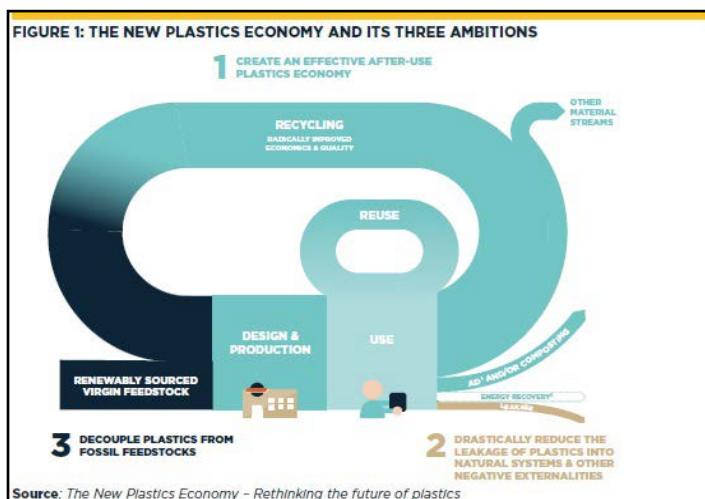 FIGURE 1: THE NEW PLASTICS ECONOMY AND ITS THREE AMBITIONS
1 CREATE AN EFFECTIVE AFTER-USE
PLASTICS ECONOMY
OTHER
MATERIAL
STREAMS
RECYCLING
RADICALLY IMPROVED
ECONOMICS & QUALITY
REUSE
DESIGN &
PRODUCTION
USE
RENEWABLY SOURCED
VIRGIN FEEDSTOCK
AD¹ AND/OR COMPOSTING
ENERGY RECOVERY²
LEAKAGE
3 DECOUPLE PLASTICS FROM
FOSSIL FEEDSTOCKS
2 DRASTICALLY REDUCE THE
LEAKAGE OF PLASTICS INTO
NATURAL SYSTEMS & OTHER
NEGATIVE EXTERNALITIES
Source: The New Plastics Economy – Rethinking the future of plastics